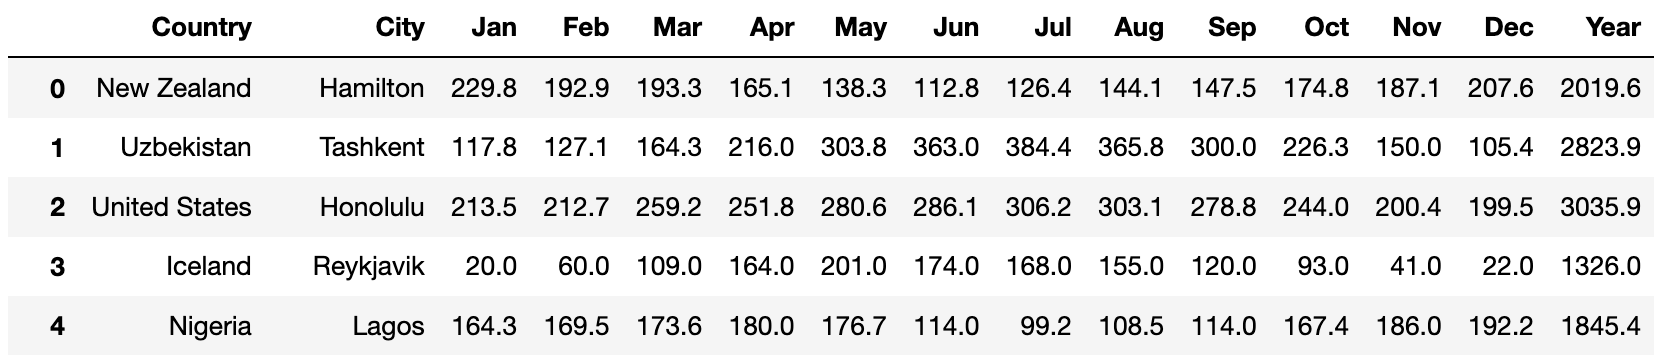 Country City Jan Feb Mar Apr May Jun Jul Aug Sep Oct Nov Dec Year
0 New Zealand Hamilton 229.8 192.9 193.3 165.1 138.3 112.8 126.4 144.1 147.5 174.8 187.1 207.6 2019.6
1 Uzbekistan Tashkent 117.8 127.1 164.3 216.0 303.8 363.0 384.4 365.8 300.0 226.3 150.0 105.4 2823.9
2 United States Honolulu 213.5 212.7 259.2 251.8 280.6 286.1 306.2 303.1 278.8 244.0 200.4 199.5 3035.9
3 Iceland Reykjavik 20.0 60.0 109.0 164.0 201.0 174.0 168.0 155.0 120.0 93.0 41.0 22.0 1326.0
4 Nigeria Lagos 164.3 169.5 173.6 180.0 176.7 114.0 99.2 108.5 114.0 167.4 186.0 192.2 1845.4